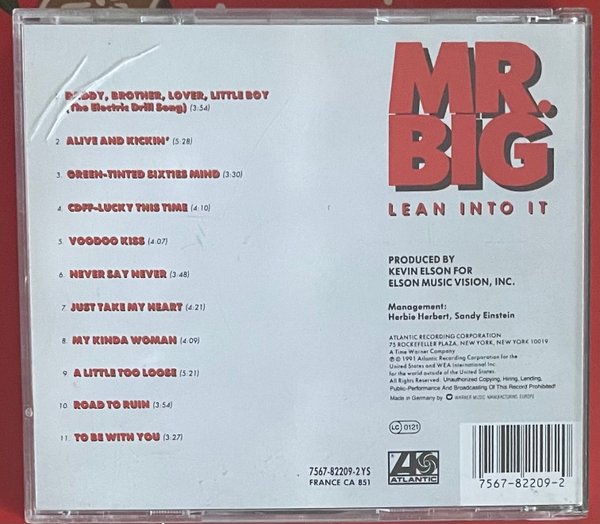 1. DADDY, BROTHER, LOVER, LITTLE BOY
(The Electric Drill Song) (3:54)
2. ALIVE AND KICKIN' (5:28)
3. GREEN-TINTED SIXTIES MIND (3:30)
4. CDFF-LUCKY THIS TIME (4:10)
5. VOODOO KISS (4:07)
6. NEVER SAY NEVER (3:48)
7. JUST TAKE MY HEART (4:21)
8. MY KINDA WOMAN (4:09)
9. A LITTLE TOO LOOSE (5:21)
10. ROAD TO RUIN (3:54)
11. TO BE WITH YOU (3:27)
MR.
BIG
LEAN INTO IT
PRODUCED BY
KEVIN ELSON FOR
ELSON MUSIC VISION, INC.
Management:
Herbie Herbert, Sandy Einstein
ATLANTIC RECORDING CORPORATION
75 ROCKEFELLER PLAZA, NEW YORK, NEW YORK 10019
A Time Warner Company
℗ © 1991 Atlantic Recording Corporation for the
United States and WEA International Inc.
for the world outside of the United States.
All Rights Reserved. Unauthorized Copying, Hiring, Lending,
Public-Performance And Broadcasting Of This Record Prohibited!
Made in Germany by WARNER MUSIC MANUFACTURING EUROPE
LC 0121
7567-82209-2 YS
FRANCE CA 851
ATLANTIC
7567-82209-2